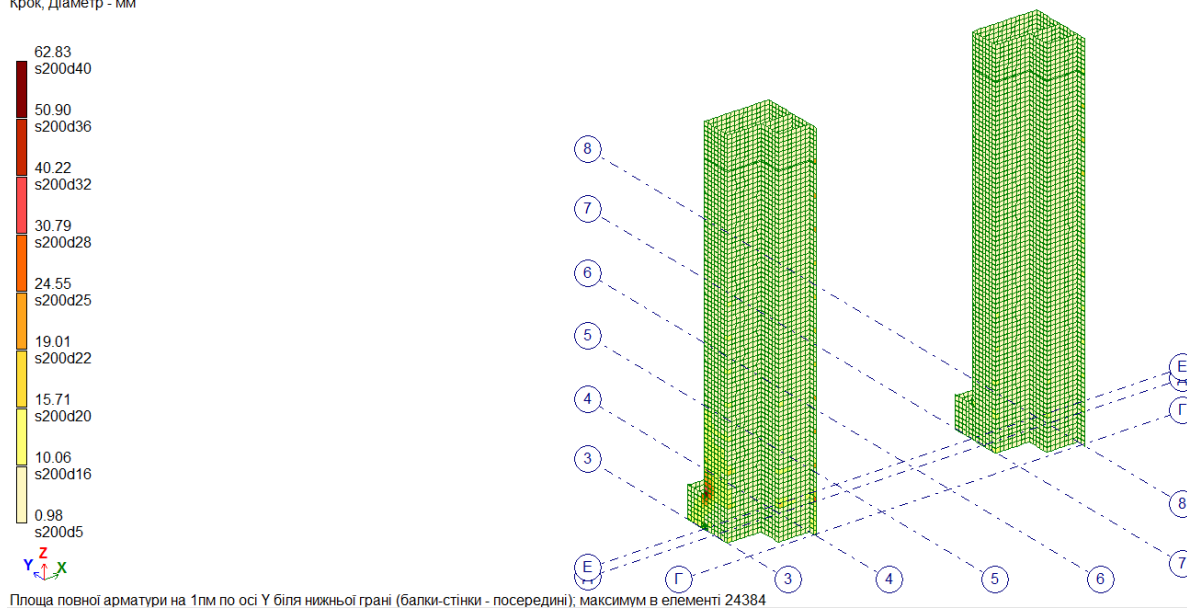 Крок, Діаметр - мм
62.83
s200d40
50.90
s200d36
40.22
s200d32
30.79
s200d28
24.55
s200d25
19.01
s200d22
15.71
s200d20
10.06
s200d16
0.98
s200d5
Z
Y X
8
7
6
5
4
3
Е
Г
3
4
5
6
7
8
Г
Е
Площа повної арматури на 1пм по осі Y біля нижньої грані (балки-стінки - посередині); максимум в елементі 24384